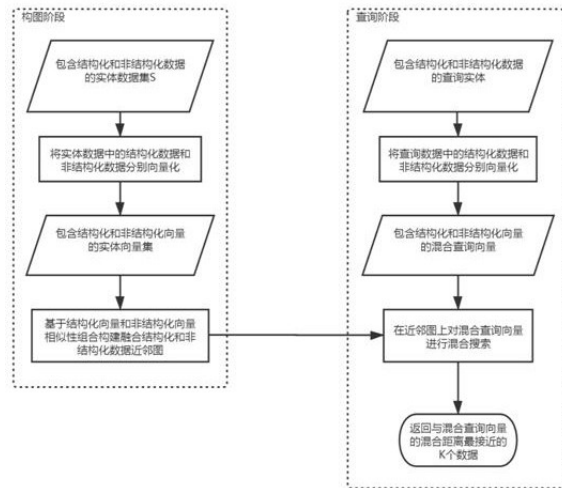 构图阶段
包含结构化和非结构化数据
的实体数据集S
将实体数据中的结构化数据和
非结构化数据分别向量化
包含结构化和非结构化向量
的实体向量集
基于结构化向量和非结构化向量
相似性组合构建融合结构化和非
结构化数据近邻图
查询阶段
包含结构化和非结构化数据
的查询实体
将查询数据中的结构化数据和
非结构化数据分别向量化
包含结构化和非结构化向量
的混合查询向量
在近邻图上对混合查询向量
进行混合搜索
返回与混合查询向量
的混合距离最接近的
K个数据